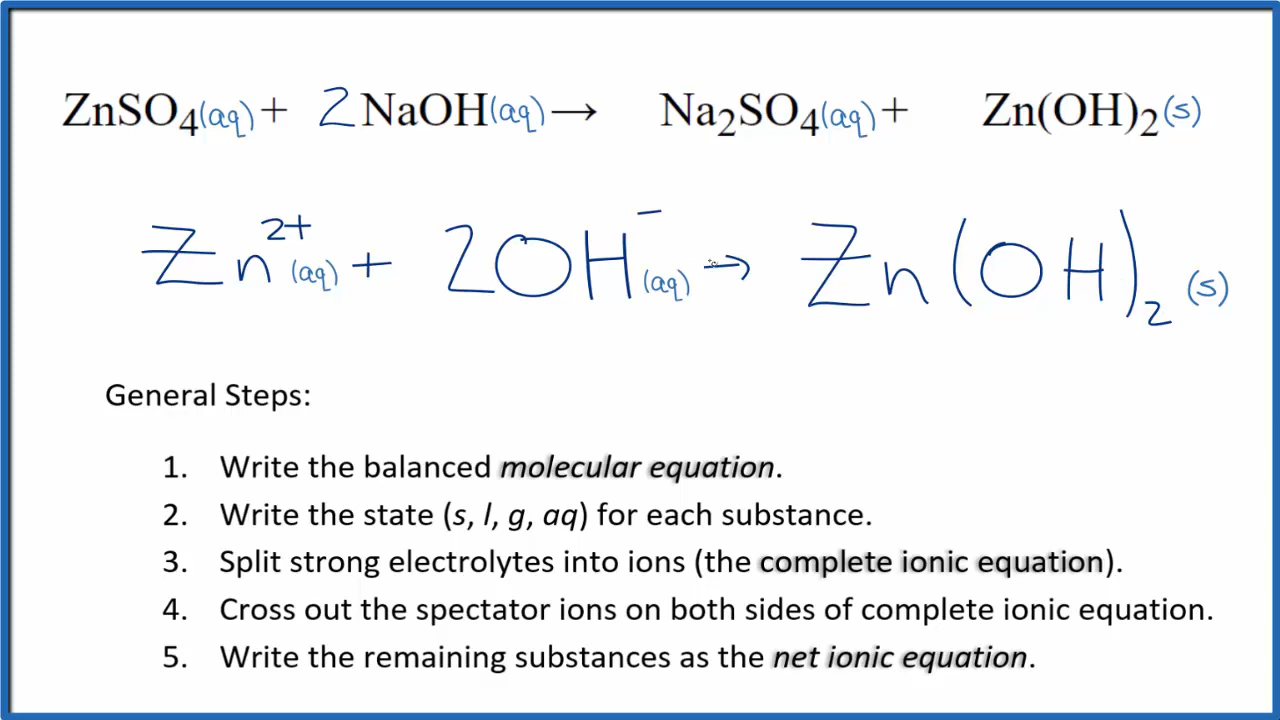 ZnSO₄(aq) + 2 NaOH(aq) → Na₂SO₄(aq) + Zn(OH)₂(s)
Zn²⁺(aq) + 2OH⁻(aq) → Zn(OH)₂(s)
General Steps:
1. Write the balanced molecular equation.
2. Write the state (s, l, g, aq) for each substance.
3. Split strong electrolytes into ions (the complete ionic equation).
4. Cross out the spectator ions on both sides of complete ionic equation.
5. Write the remaining substances as the net ionic equation.